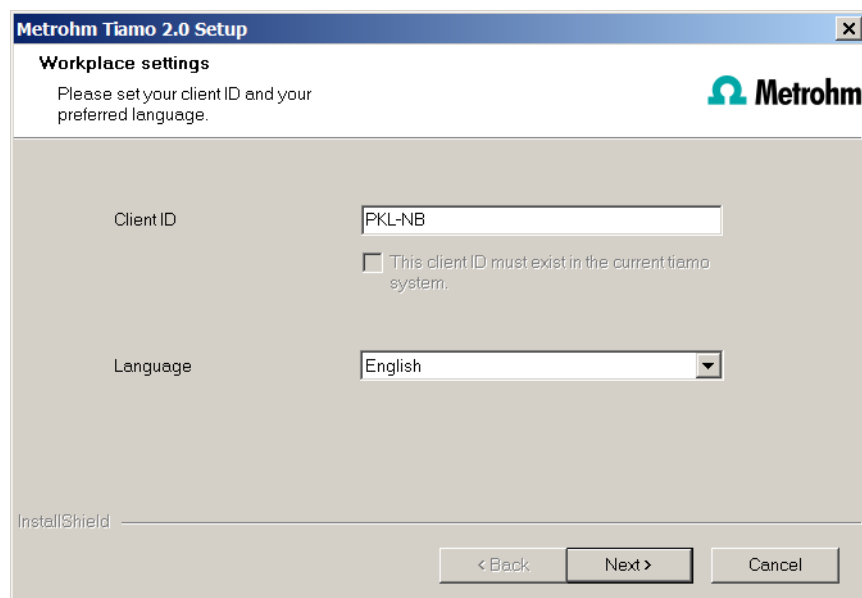 Metrohm Tiamo 2.0 Setup
Workplace settings
Please set your client ID and your
preferred language.
Metrohm
Client ID
PKL-NB
This client ID must exist in the current tiamo
system.
Language
English
InstallShield
< Back
Next >
Cancel